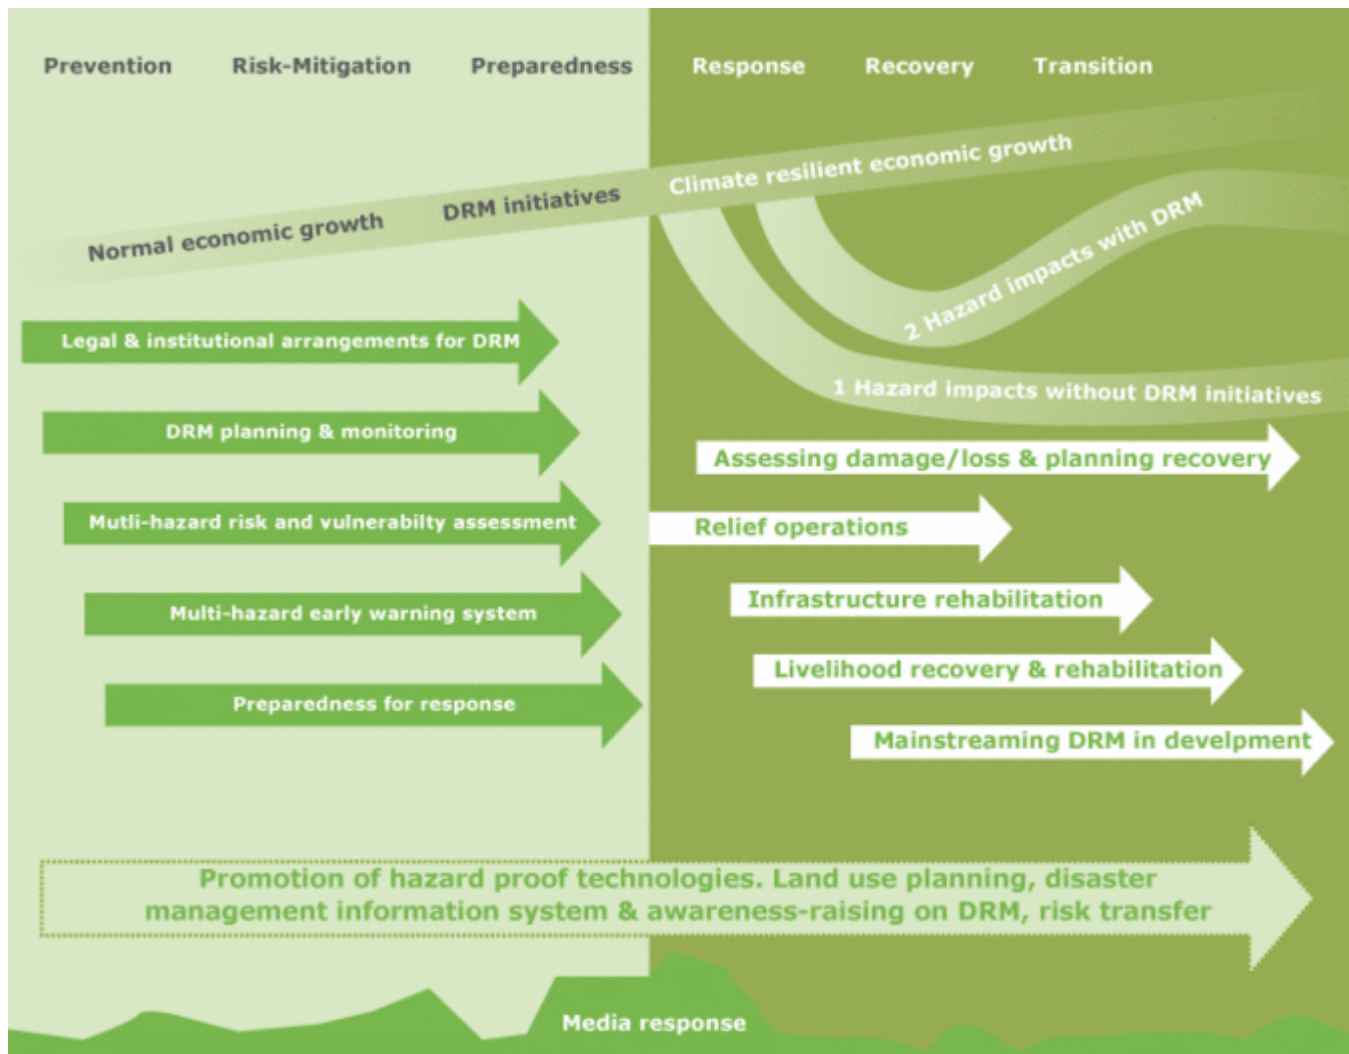 Prevention Risk-Mitigation Preparedness Response Recovery Transition
Climate resilient economic growth
DRM initiatives
Normal economic growth
2 Hazard impacts with DRM
1 Hazard impacts without DRM initiatives
Legal & institutional arrangements for DRM
DRM planning & monitoring
Mutli-hazard risk and vulnerabilty assessment
Multi-hazard early warning system
Preparedness for response
Assessing damage/loss & planning recovery
Relief operations
Infrastructure rehabilitation
Livelihood recovery & rehabilitation
Mainstreaming DRM in develpment
Promotion of hazard proof technologies. Land use planning, disaster
management information system & awareness-raising on DRM, risk transfer
Media response